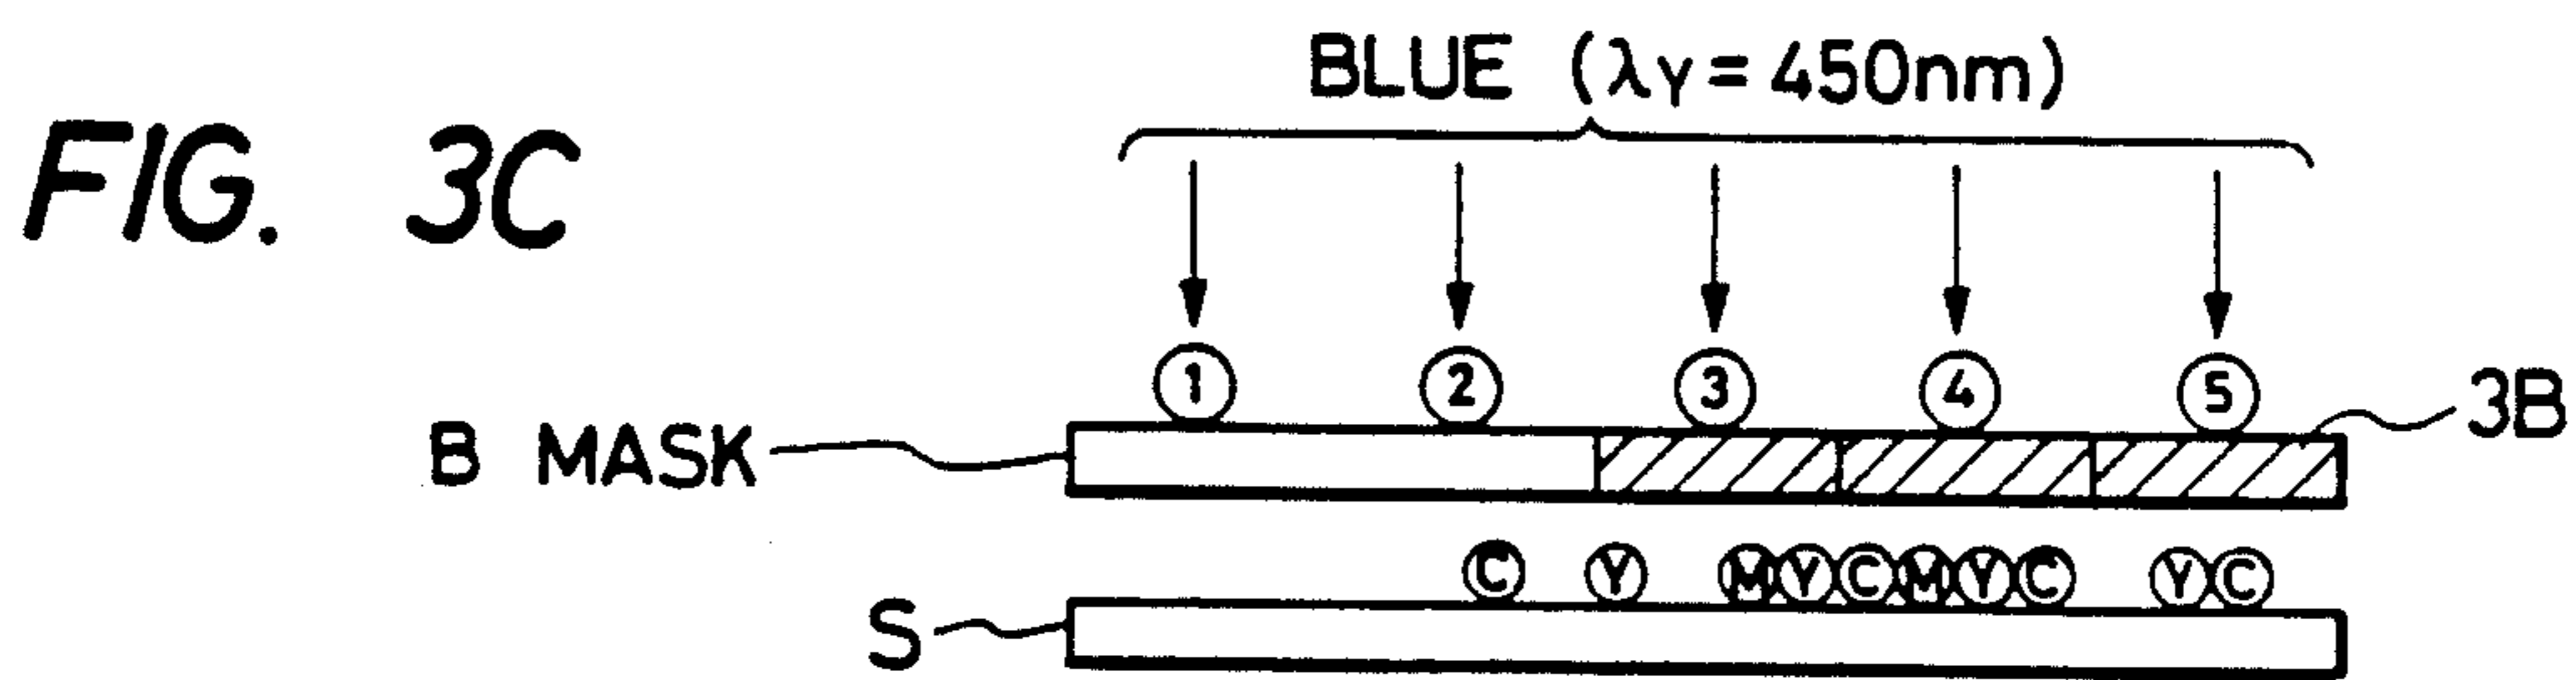 BLUE (λY = 450nm)
FIG. 3C
1 2 3 4 5
3B
B MASK
C Y M Y C M Y C Y C
S